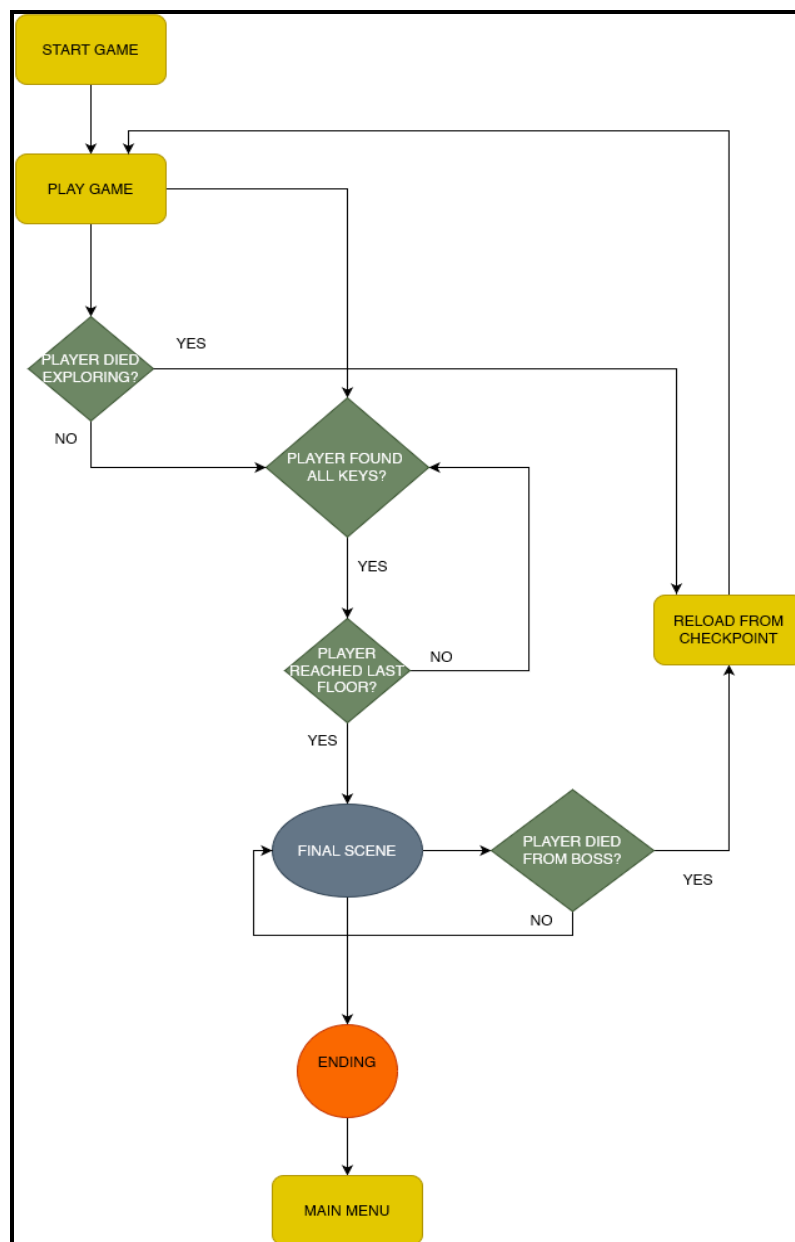 START GAME
PLAY GAME
YES
PLAYER DIED
EXPLORING?
NO
PLAYER FOUND
ALL KEYS?
YES
RELOAD FROM
CHECKPOINT
PLAYER
REACHED LAST
FLOOR?
NO
YES
FINAL SCENE
PLAYER DIED
FROM BOSS?
YES
NO
ENDING
MAIN MENU